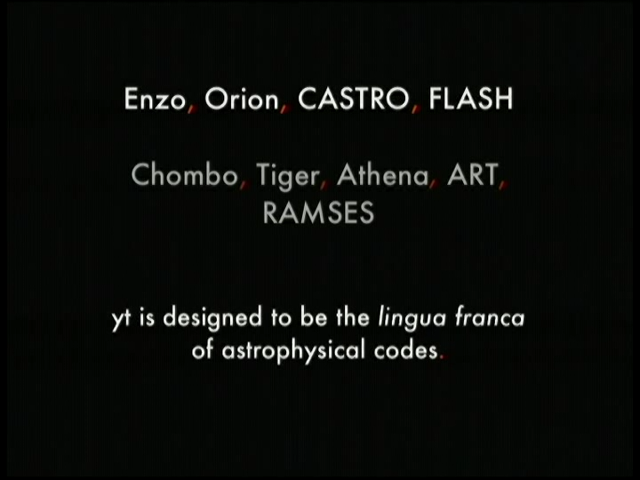 Enzo, Orion, CASTRO, FLASH
Chombo, Tiger, Athena, ART,
RAMSES
yt is designed to be the lingua franca
of astrophysical codes.